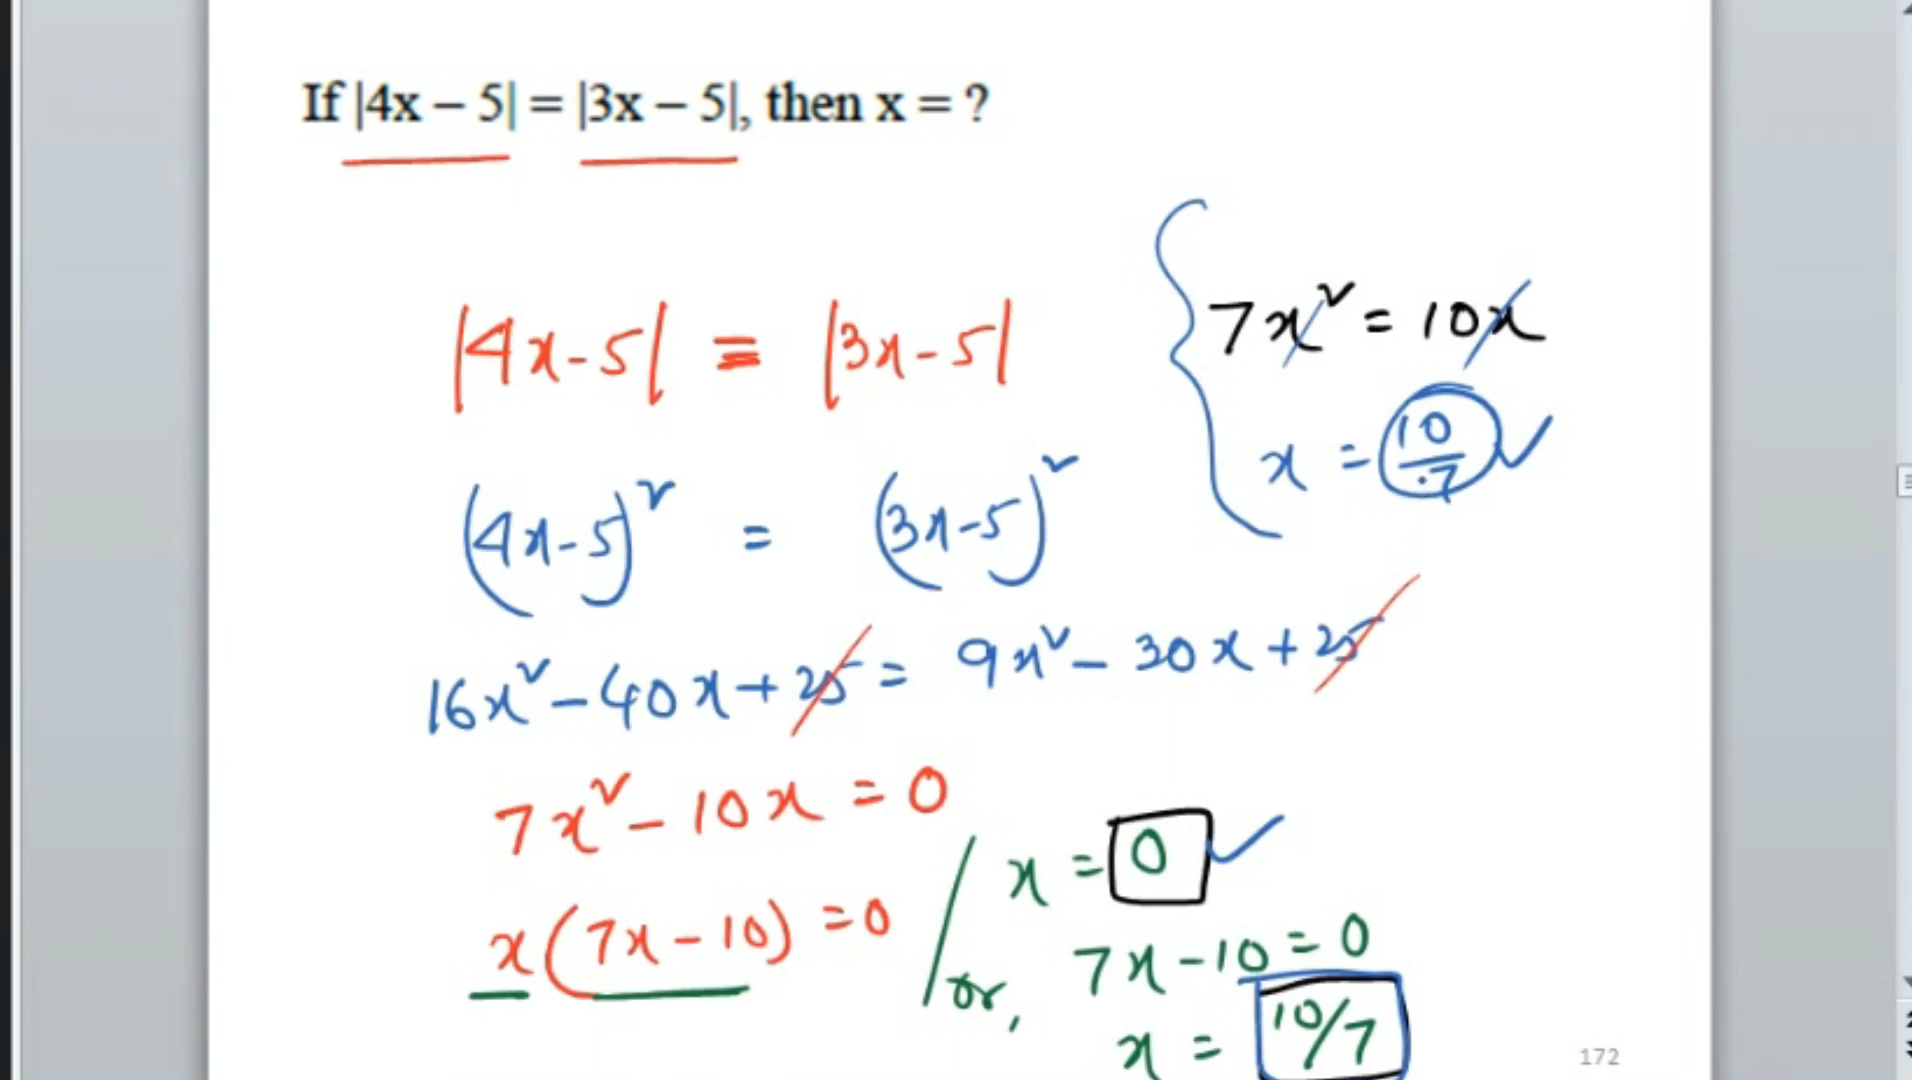 If |4x – 5| = |3x – 5|, then x = ?
|4x-5| = |3x-5|
(4x-5)² = (3x-5)²
16x² - 40x + 25 = 9x² - 30x + 25
7x² - 10x = 0
x(7x - 10) = 0
x = 0
or, 7x - 10 = 0
x = 10/7
7x² = 10x
x = 10/7
172